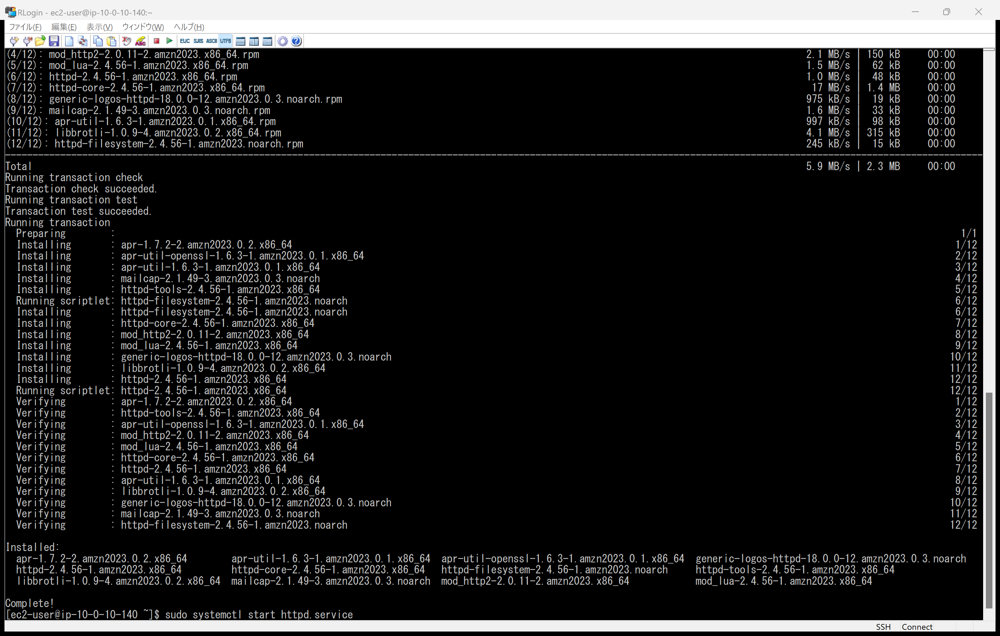 RLogin - ec2-user@ip-10-0-10-140:~
ファイル(F) 編集(E) 表示(V) ウィンドウ(W) ヘルプ(H)
EUC SJIS ASCII UTF8
(4/12): mod_http2-2.0.11-2.amzn2023.x86_64.rpm 2.1 MB/s | 150 kB 00:00
(5/12): mod_lua-2.4.56-1.amzn2023.x86_64.rpm 1.5 MB/s | 62 kB 00:00
(6/12): httpd-2.4.56-1.amzn2023.x86_64.rpm 1.0 MB/s | 48 kB 00:00
(7/12): httpd-core-2.4.56-1.amzn2023.x86_64.rpm 17 MB/s | 1.4 MB 00:00
(8/12): generic-logos-httpd-18.0.0-12.amzn2023.0.3.noarch.rpm 975 kB/s | 19 kB 00:00
(9/12): mailcap-2.1.49-3.amzn2023.0.3.noarch.rpm 1.6 MB/s | 33 kB 00:00
(10/12): apr-util-1.6.3-1.amzn2023.0.1.x86_64.rpm 997 kB/s | 98 kB 00:00
(11/12): libbrotli-1.0.9-4.amzn2023.0.2.x86_64.rpm 4.1 MB/s | 315 kB 00:00
(12/12): httpd-filesystem-2.4.56-1.amzn2023.noarch.rpm 245 kB/s | 15 kB 00:00
Total 5.9 MB/s | 2.3 MB 00:00
Running transaction check
Transaction check succeeded.
Running transaction test
Transaction test succeeded.
Running transaction
Preparing : 1/1
Installing : apr-1.7.2-2.amzn2023.0.2.x86_64 1/12
Installing : apr-util-openssl-1.6.3-1.amzn2023.0.1.x86_64 2/12
Installing : apr-util-1.6.3-1.amzn2023.0.1.x86_64 3/12
Installing : mailcap-2.1.49-3.amzn2023.0.3.noarch 4/12
Installing : httpd-tools-2.4.56-1.amzn2023.x86_64 5/12
Running scriptlet: httpd-filesystem-2.4.56-1.amzn2023.noarch 6/12
Installing : httpd-filesystem-2.4.56-1.amzn2023.noarch 6/12
Installing : httpd-core-2.4.56-1.amzn2023.x86_64 7/12
Installing : mod_http2-2.0.11-2.amzn2023.x86_64 8/12
Installing : mod_lua-2.4.56-1.amzn2023.x86_64 9/12
Installing : generic-logos-httpd-18.0.0-12.amzn2023.0.3.noarch 10/12
Installing : libbrotli-1.0.9-4.amzn2023.0.2.x86_64 11/12
Installing : httpd-2.4.56-1.amzn2023.x86_64 12/12
Running scriptlet: httpd-2.4.56-1.amzn2023.x86_64 12/12
Verifying : apr-1.7.2-2.amzn2023.0.2.x86_64 1/12
Verifying : httpd-tools-2.4.56-1.amzn2023.x86_64 2/12
Verifying : apr-util-openssl-1.6.3-1.amzn2023.0.1.x86_64 3/12
Verifying : mod_http2-2.0.11-2.amzn2023.x86_64 4/12
Verifying : mod_lua-2.4.56-1.amzn2023.x86_64 5/12
Verifying : httpd-core-2.4.56-1.amzn2023.x86_64 6/12
Verifying : httpd-2.4.56-1.amzn2023.x86_64 7/12
Verifying : apr-util-1.6.3-1.amzn2023.0.1.x86_64 8/12
Verifying : libbrotli-1.0.9-4.amzn2023.0.2.x86_64 9/12
Verifying : generic-logos-httpd-18.0.0-12.amzn2023.0.3.noarch 10/12
Verifying : mailcap-2.1.49-3.amzn2023.0.3.noarch 11/12
Verifying : httpd-filesystem-2.4.56-1.amzn2023.noarch 12/12
Installed:
apr-1.7.2-2.amzn2023.0.2.x86_64 apr-util-1.6.3-1.amzn2023.0.1.x86_64 apr-util-openssl-1.6.3-1.amzn2023.0.1.x86_64 generic-logos-httpd-18.0.0-12.amzn2023.0.3.noarch
httpd-2.4.56-1.amzn2023.x86_64 httpd-core-2.4.56-1.amzn2023.x86_64 httpd-filesystem-2.4.56-1.amzn2023.noarch httpd-tools-2.4.56-1.amzn2023.x86_64
libbrotli-1.0.9-4.amzn2023.0.2.x86_64 mailcap-2.1.49-3.amzn2023.0.3.noarch mod_http2-2.0.11-2.amzn2023.x86_64 mod_lua-2.4.56-1.amzn2023.x86_64
Complete!
[ec2-user@ip-10-0-10-140 ~]$ sudo systemctl start httpd.service
SSH Connect